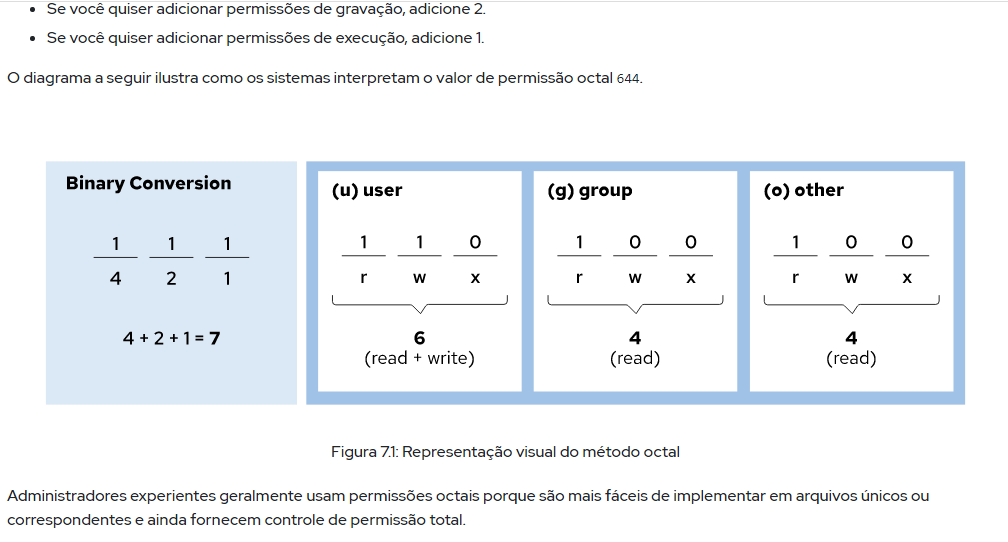 Se você quiser adicionar permissões de gravação, adicione 2.
Se você quiser adicionar permissões de execução, adicione 1.
O diagrama a seguir ilustra como os sistemas interpretam o valor de permissão octal 644.
Binary Conversion
1 1 1
4 2 1
4 + 2 + 1 = 7
(u) user
1 1 0
r w x
6
(read + write)
(g) group
1 0 0
r w x
4
(read)
(o) other
1 0 0
r w x
4
(read)
Figura 7.1: Representação visual do método octal
Administradores experientes geralmente usam permissões octais porque são mais fáceis de implementar em arquivos únicos ou
correspondentes e ainda fornecem controle de permissão total.